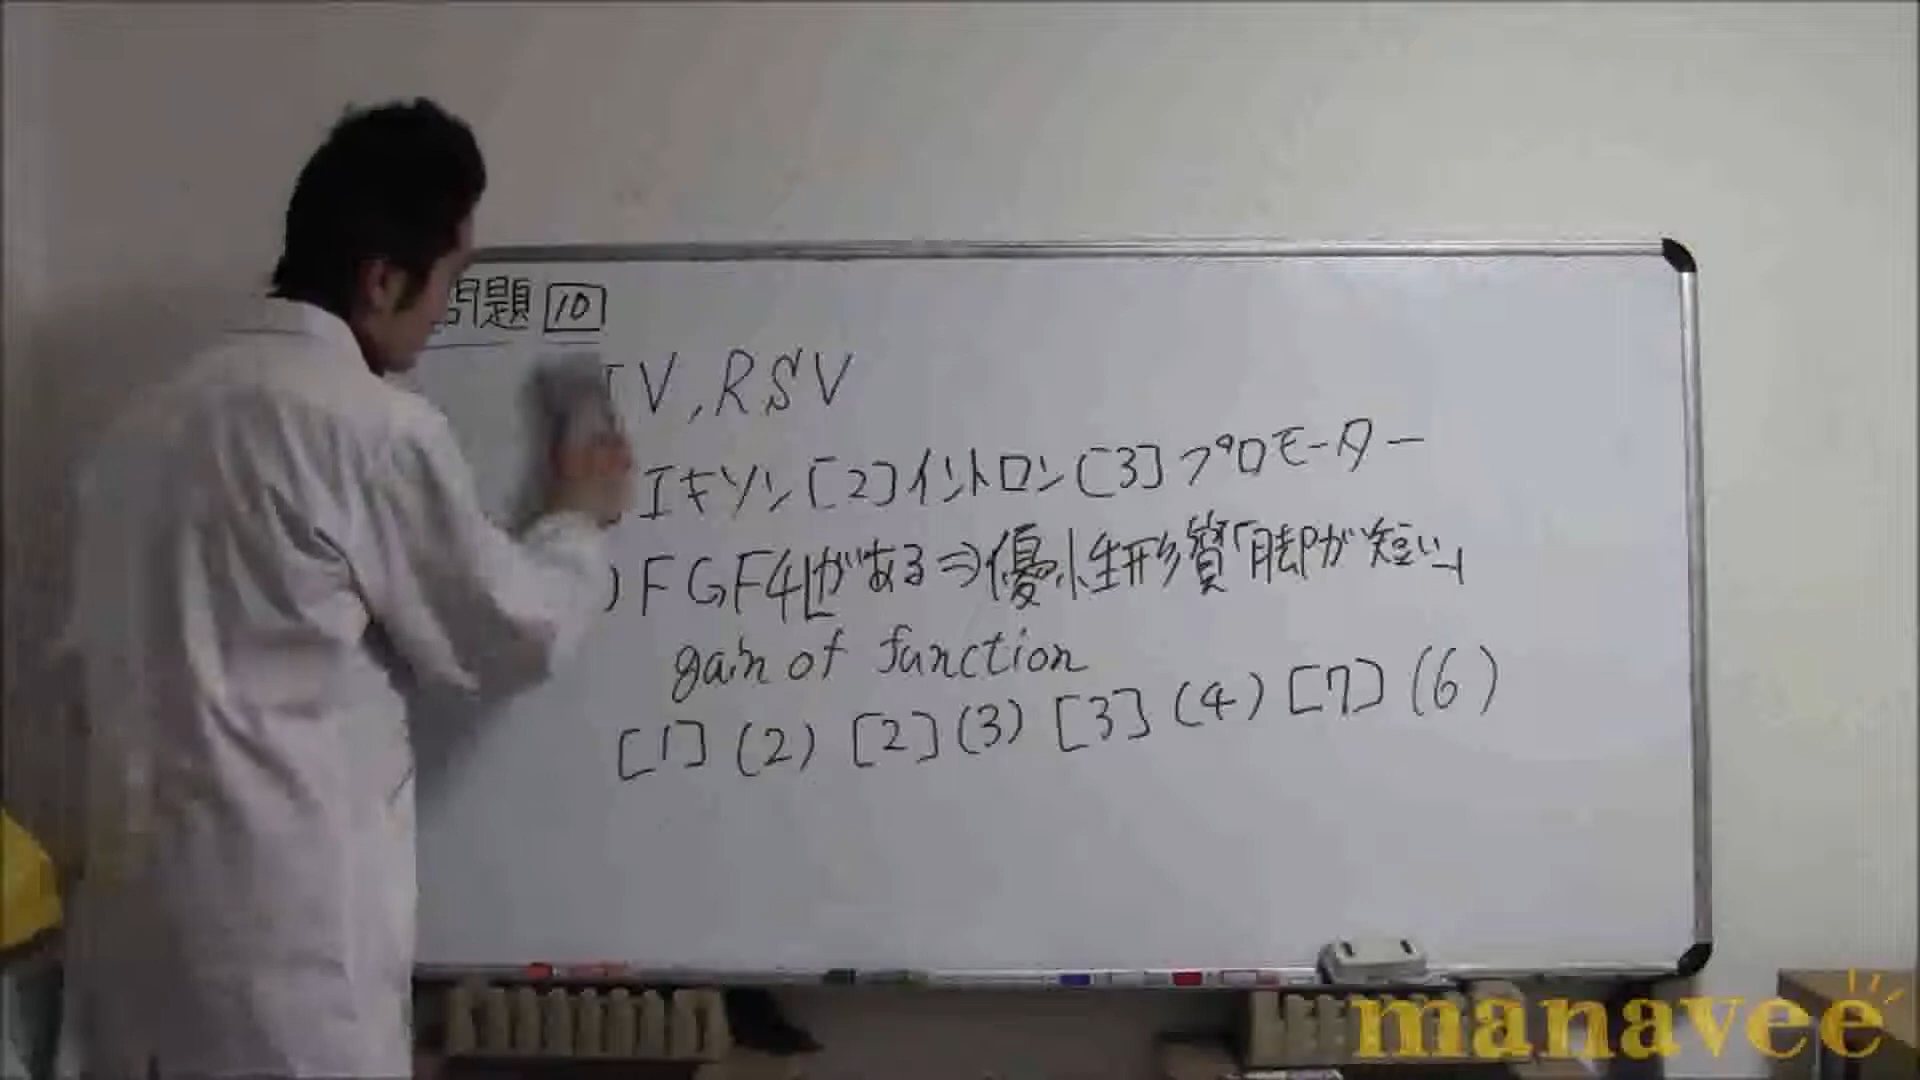 問題 10
IV, RSV
エキソン[2]イントロン[3]プロモーター
)FGF4Lがある⇒優性形質「脚が短い」
gain of function
[1](2)[2](3)[3](4)[7](6)
manavee